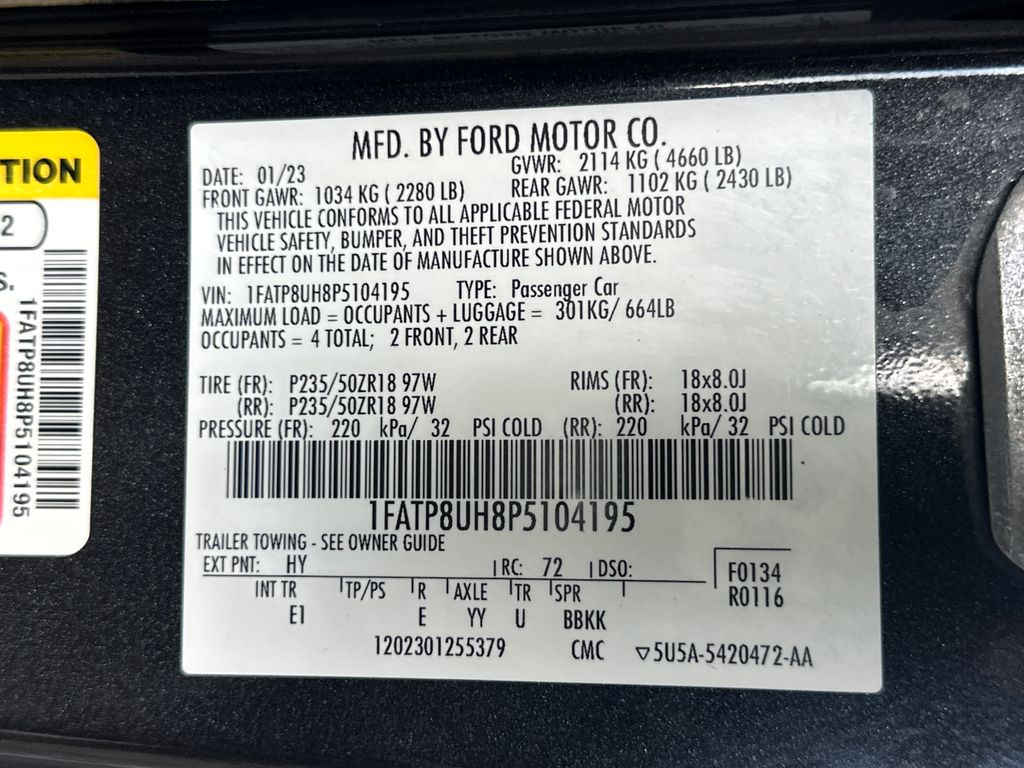 MFD. BY FORD MOTOR CO.
DATE: 01/23 GVWR: 2114 KG ( 4660 LB)
FRONT GAWR: 1034 KG ( 2280 LB) REAR GAWR: 1102 KG ( 2430 LB)
THIS VEHICLE CONFORMS TO ALL APPLICABLE FEDERAL MOTOR
VEHICLE SAFETY, BUMPER, AND THEFT PREVENTION STANDARDS
IN EFFECT ON THE DATE OF MANUFACTURE SHOWN ABOVE.
VIN: 1FATP8UH8P5104195 TYPE: Passenger Car
MAXIMUM LOAD = OCCUPANTS + LUGGAGE = 301KG/ 664LB
OCCUPANTS = 4 TOTAL; 2 FRONT, 2 REAR
TIRE (FR): P235/50ZR18 97W RIMS (FR): 18x8.0J
(RR): P235/50ZR18 97W (RR): 18x8.0J
PRESSURE (FR): 220 kPa/ 32 PSI COLD (RR): 220 kPa/ 32 PSI COLD
1FATP8UH8P5104195
TRAILER TOWING - SEE OWNER GUIDE
EXT PNT: HY RC: 72 DSO: F0134
INT TR TP/PS R AXLE TR SPR R0116
E1 E YY U BBKK
1202301255379 CMC ▽5U5A-5420472-AA
TION
2
S.
1FATP8UH8P5104195